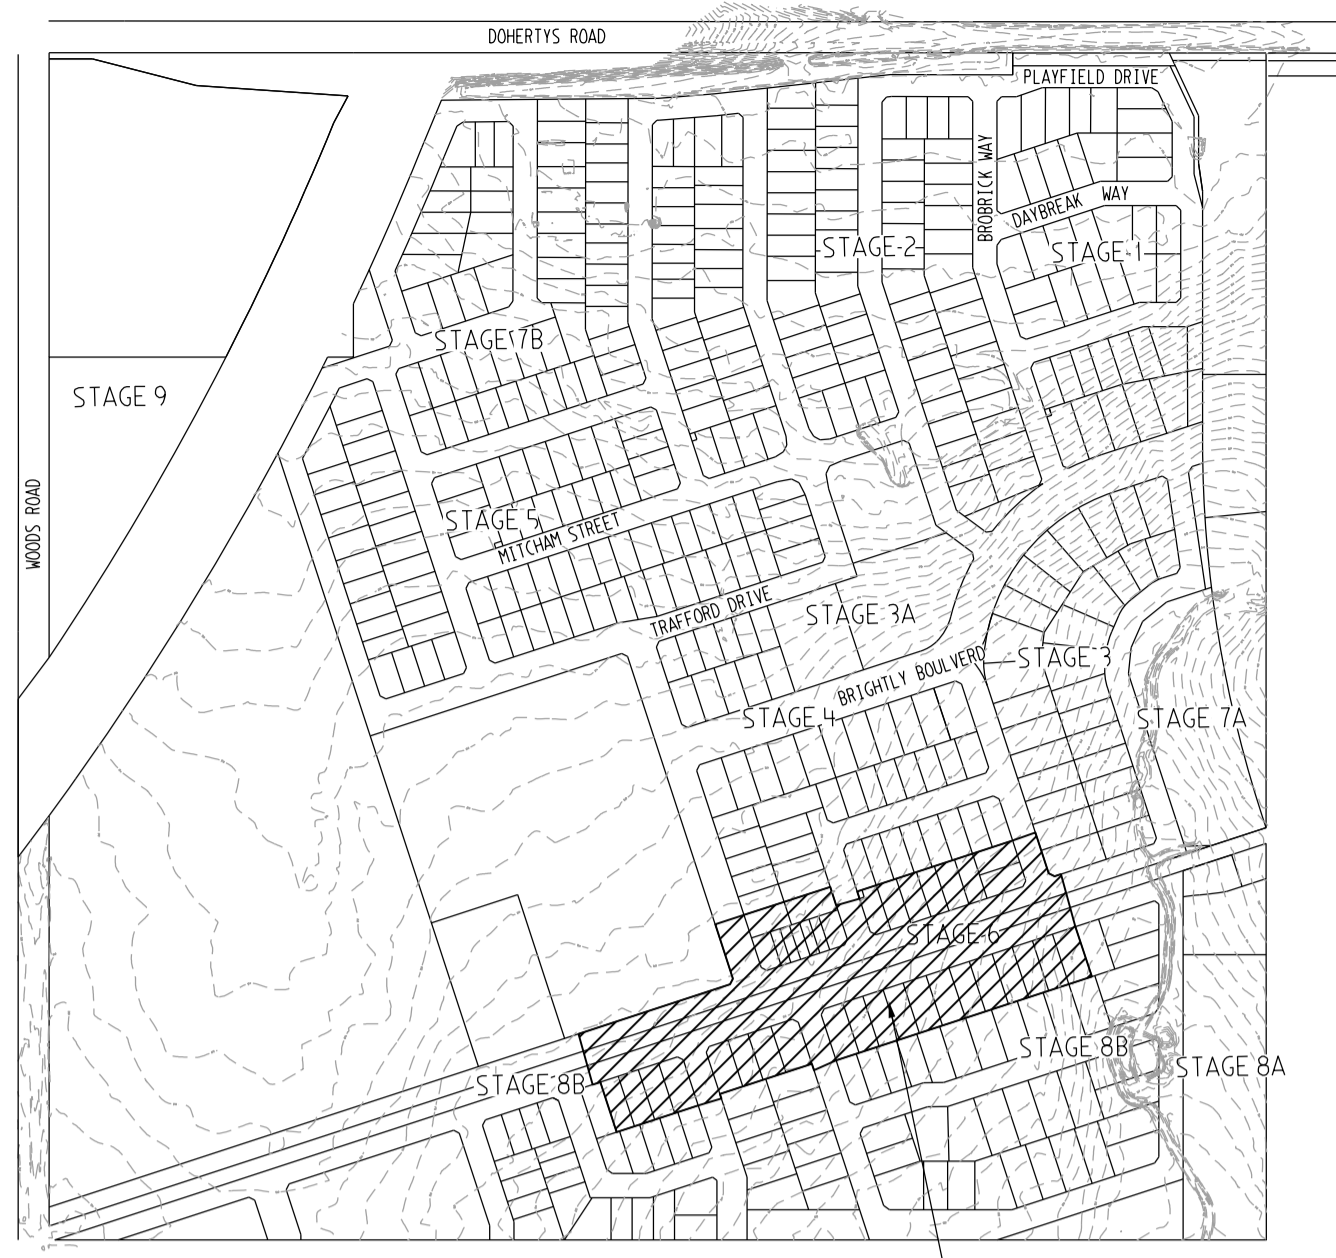 DOHERTYS ROAD
PLAYFIELD DRIVE
BROBRICK WAY
DAYBREAK WAY
STAGE 2
STAGE 1
STAGE 7B
STAGE 9
WOODS ROAD
STAGE 5
MITCHAM STREET
TRAFFORD DRIVE
STAGE 3A
BRIGHTLY BOULVERD
STAGE 3
STAGE 4
STAGE 7A
STAGE 6
STAGE 8B
STAGE 8B
STAGE 8A